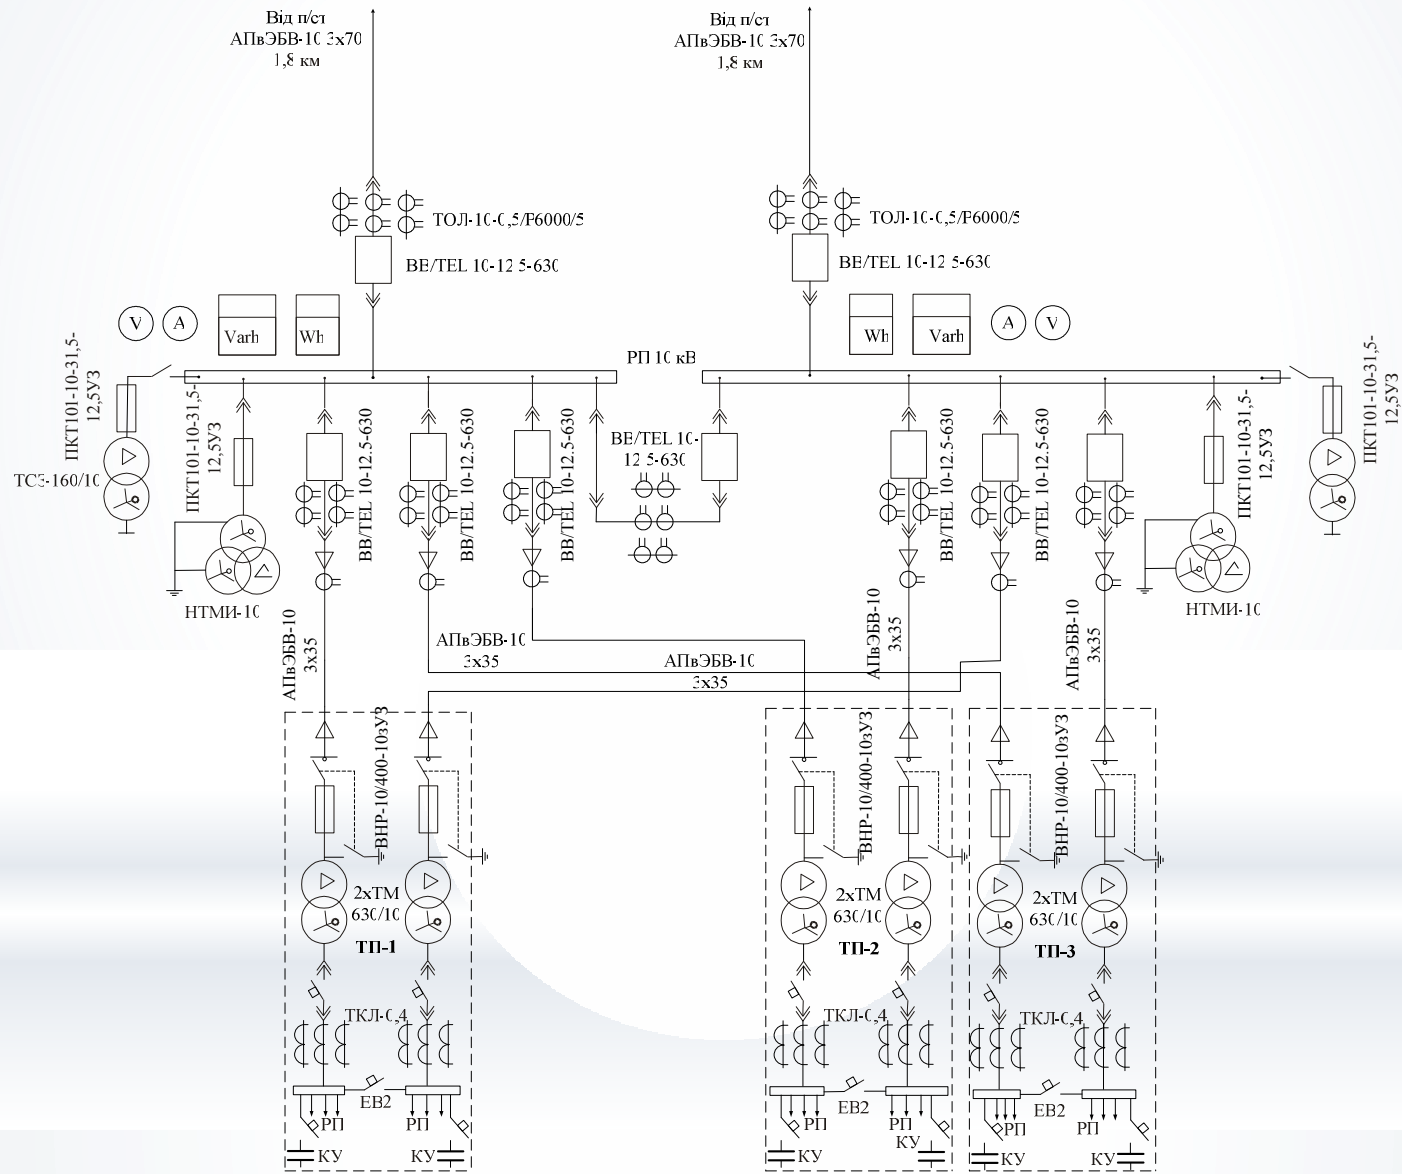 Від п/ст
АПвЭБВ-10 3х70
1,8 км
Від п/ст
АПвЭБВ-10 3х70
1,8 км
ТОЛ-10-0,5/Р6000/5
ТОЛ-10-0,5/Р6000/5
ВВ/TEL 10-12.5-630
ВВ/TEL 10-12.5-630
V
A
Varh
Wh
Wh
Varh
A
V
РП 10 кВ
ПКТ101-10-31,5-
12,5УЗ
ПКТ101-10-31,5-
12,5УЗ
ВВ/TEL 10-12.5-630
ВВ/TEL 10-12.5-630
ВВ/TEL 10-12.5-630
ВВ/TEL 10-
12.5-630
ВВ/TEL 10-12.5-630
ВВ/TEL 10-12.5-630
ПКТ101-10-31,5-
12,5УЗ
ПКТ101-10-31,5-
12,5УЗ
ТСЗ-160/10
НТМИ-10
НТМИ-10
АПвЭБВ-10
3х35
АПвЭБВ-10
3х35
АПвЭБВ-10
3х35
АПвЭБВ-10
3х35
АПвЭБВ-10
3х35
ВНР-10/400-10зУЗ
ВНР-10/400-10зУЗ
ВНР-10/400-10зУЗ
2хТМ
630/10
ТП-1
2хТМ
630/10
ТП-2
2хТМ
630/10
ТП-3
ТКЛ-0,4
ТКЛ-0,4
ТКЛ-0,4
ЕВ2
ЕВ2
ЕВ2
РП
РП
РП
РП
РП
РП
КУ
КУ
КУ
КУ
КУ
КУ